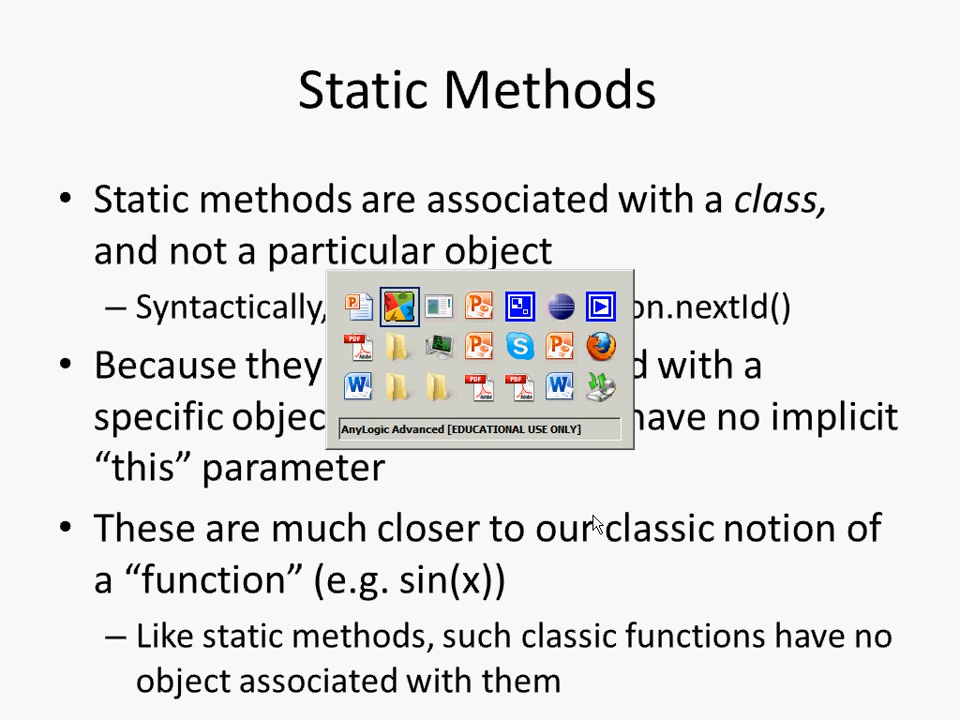 Static Methods
• Static methods are associated with a class,
and not a particular object
– Syntactically, on.nextId()
• Because they d with a
specific objec have no implicit
“this” parameter
• These are much closer to our classic notion of
a “function” (e.g. sin(x))
– Like static methods, such classic functions have no
object associated with them
AnyLogic Advanced [EDUCATIONAL USE ONLY]